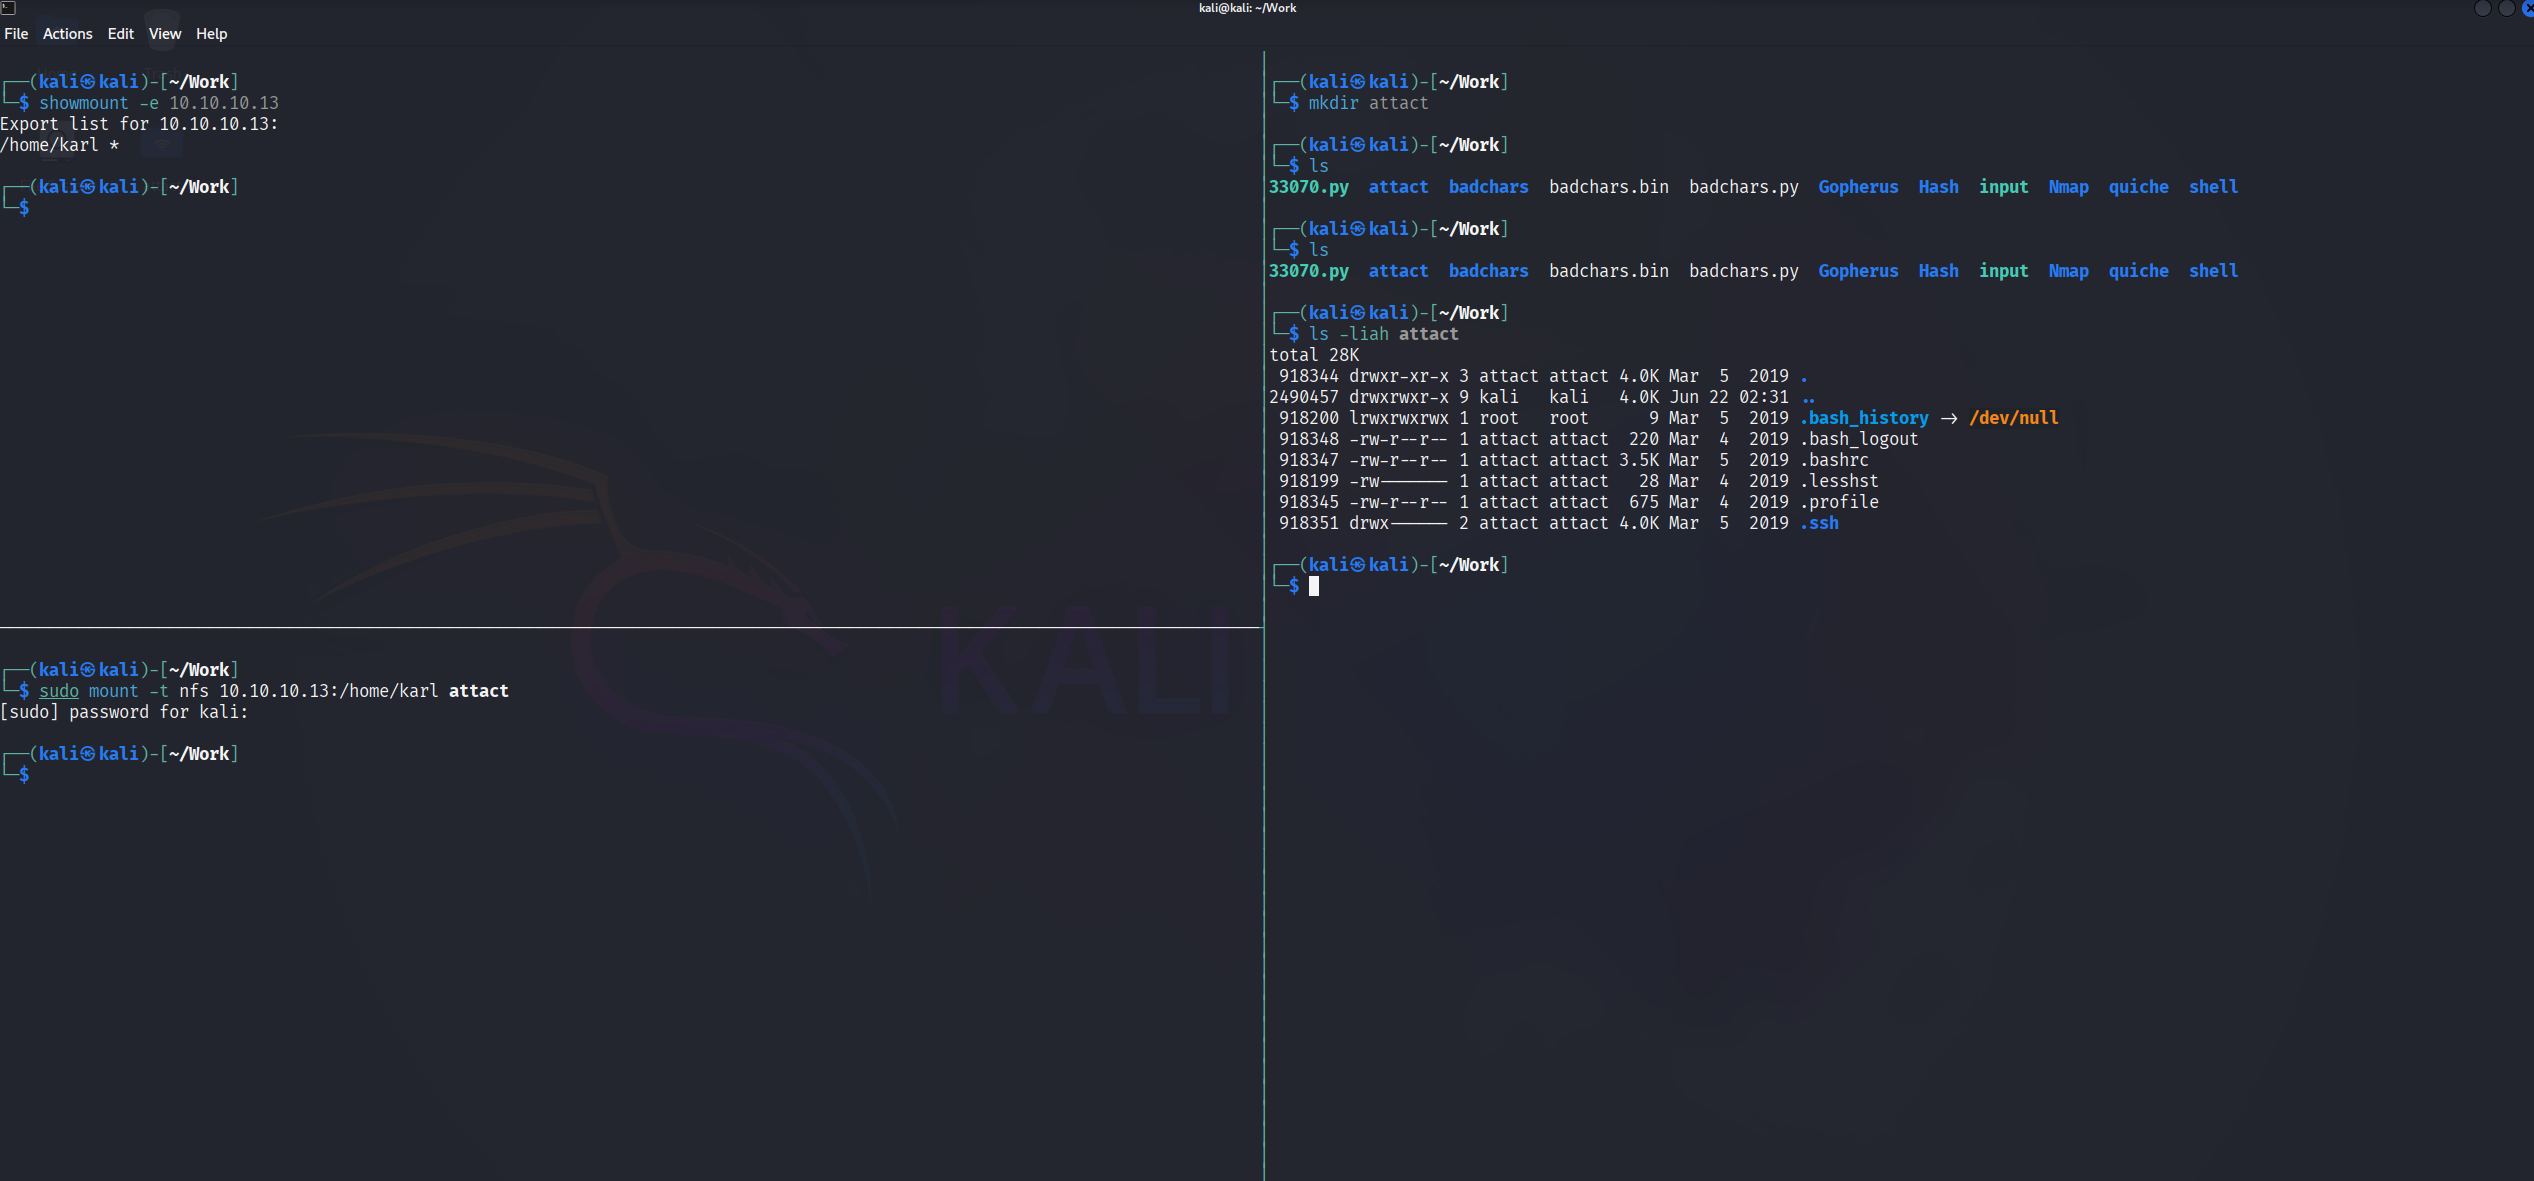 kali@kali: ~/Work
File Actions Edit View Help
┌──(kali㉿kali)-[~/Work]
└─$ showmount -e 10.10.10.13
Export list for 10.10.10.13:
/home/karl *
┌──(kali㉿kali)-[~/Work]
└─$
┌──(kali㉿kali)-[~/Work]
└─$ sudo mount -t nfs 10.10.10.13:/home/karl attact
[sudo] password for kali:
┌──(kali㉿kali)-[~/Work]
└─$
┌──(kali㉿kali)-[~/Work]
└─$ mkdir attact
┌──(kali㉿kali)-[~/Work]
└─$ ls
33070.py  attact  badchars  badchars.bin  badchars.py  Gopherus  Hash  input  Nmap  quiche  shell
┌──(kali㉿kali)-[~/Work]
└─$ ls
33070.py  attact  badchars  badchars.bin  badchars.py  Gopherus  Hash  input  Nmap  quiche  shell
┌──(kali㉿kali)-[~/Work]
└─$ ls -liah attact
total 28K
 918344 drwxr-xr-x 3 attact attact 4.0K Mar  5  2019 .
2490457 drwxrwxr-x 9 kali   kali   4.0K Jun 22 02:31 ..
 918200 lrwxrwxrwx 1 root   root      9 Mar  5  2019 .bash_history → /dev/null
 918348 -rw-r--r-- 1 attact attact  220 Mar  4  2019 .bash_logout
 918347 -rw-r--r-- 1 attact attact 3.5K Mar  5  2019 .bashrc
 918199 -rw------- 1 attact attact   28 Mar  4  2019 .lesshst
 918345 -rw-r--r-- 1 attact attact  675 Mar  4  2019 .profile
 918351 drwx------ 2 attact attact 4.0K Mar  5  2019 .ssh
┌──(kali㉿kali)-[~/Work]
└─$
KALI